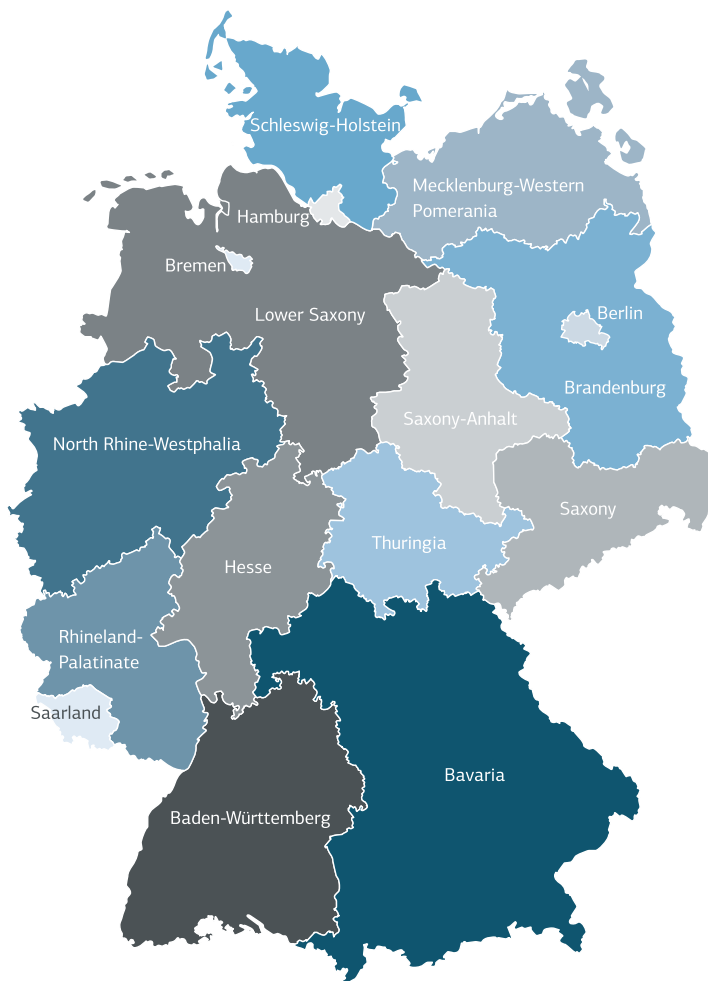 Schleswig-Holstein
Mecklenburg-Western
Pomerania
Hamburg
Bremen
Lower Saxony
Berlin
Brandenburg
Saxony-Anhalt
North Rhine-Westphalia
Saxony
Thuringia
Hesse
Rhineland-
Palatinate
Saarland
Bavaria
Baden-Württemberg